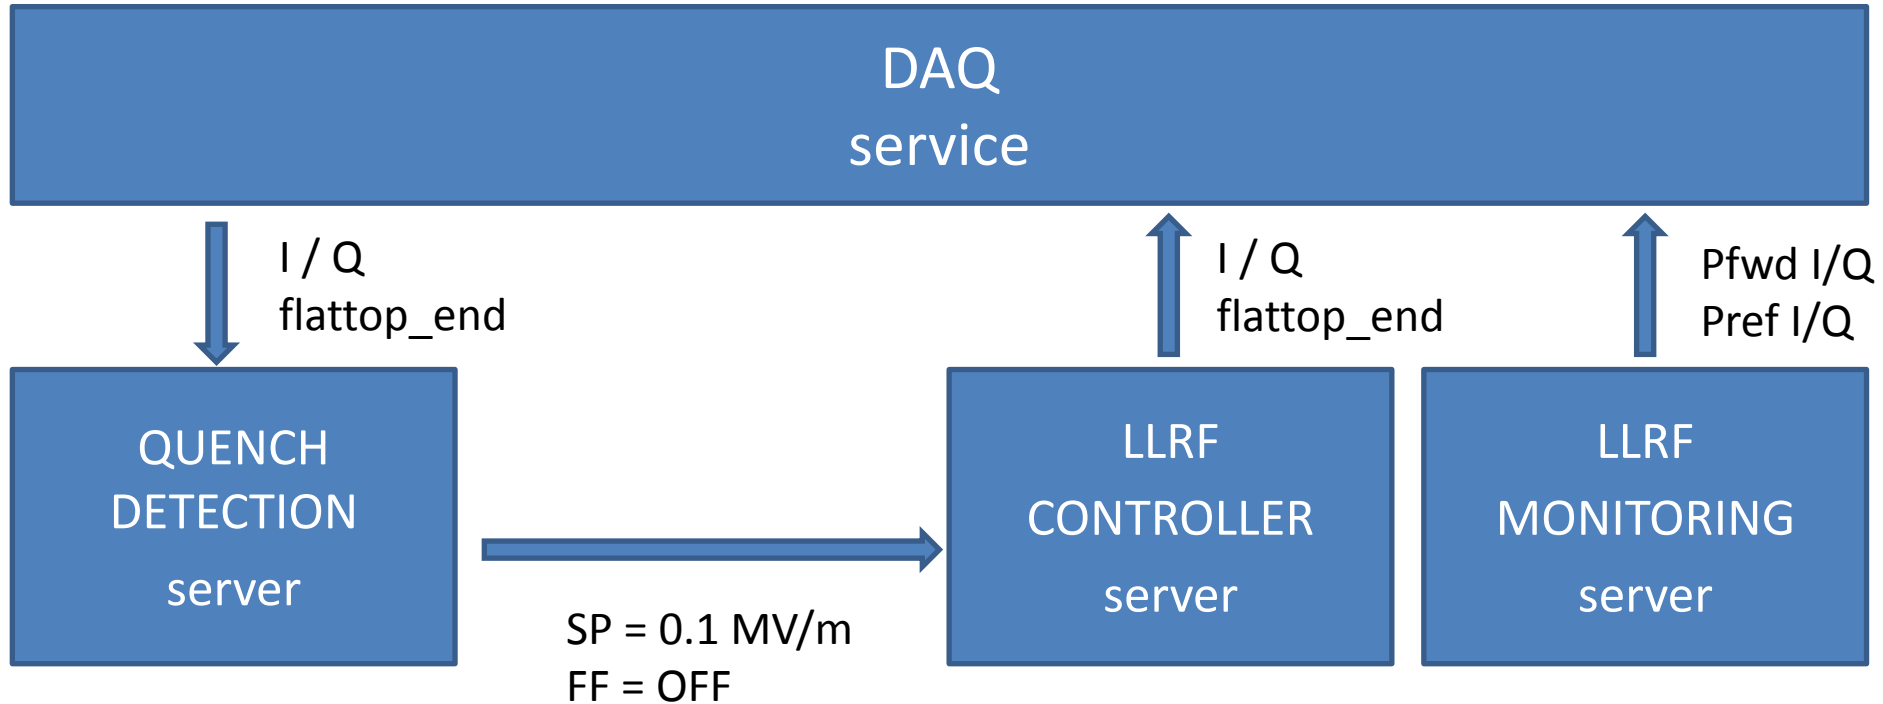 DAQ
service
I / Q
flattop_end
I / Q
flattop_end
Pfwd I/Q
Pref I/Q
QUENCH
DETECTION
server
SP = 0.1 MV/m
FF = OFF
LLRF
CONTROLLER
server
LLRF
MONITORING
server